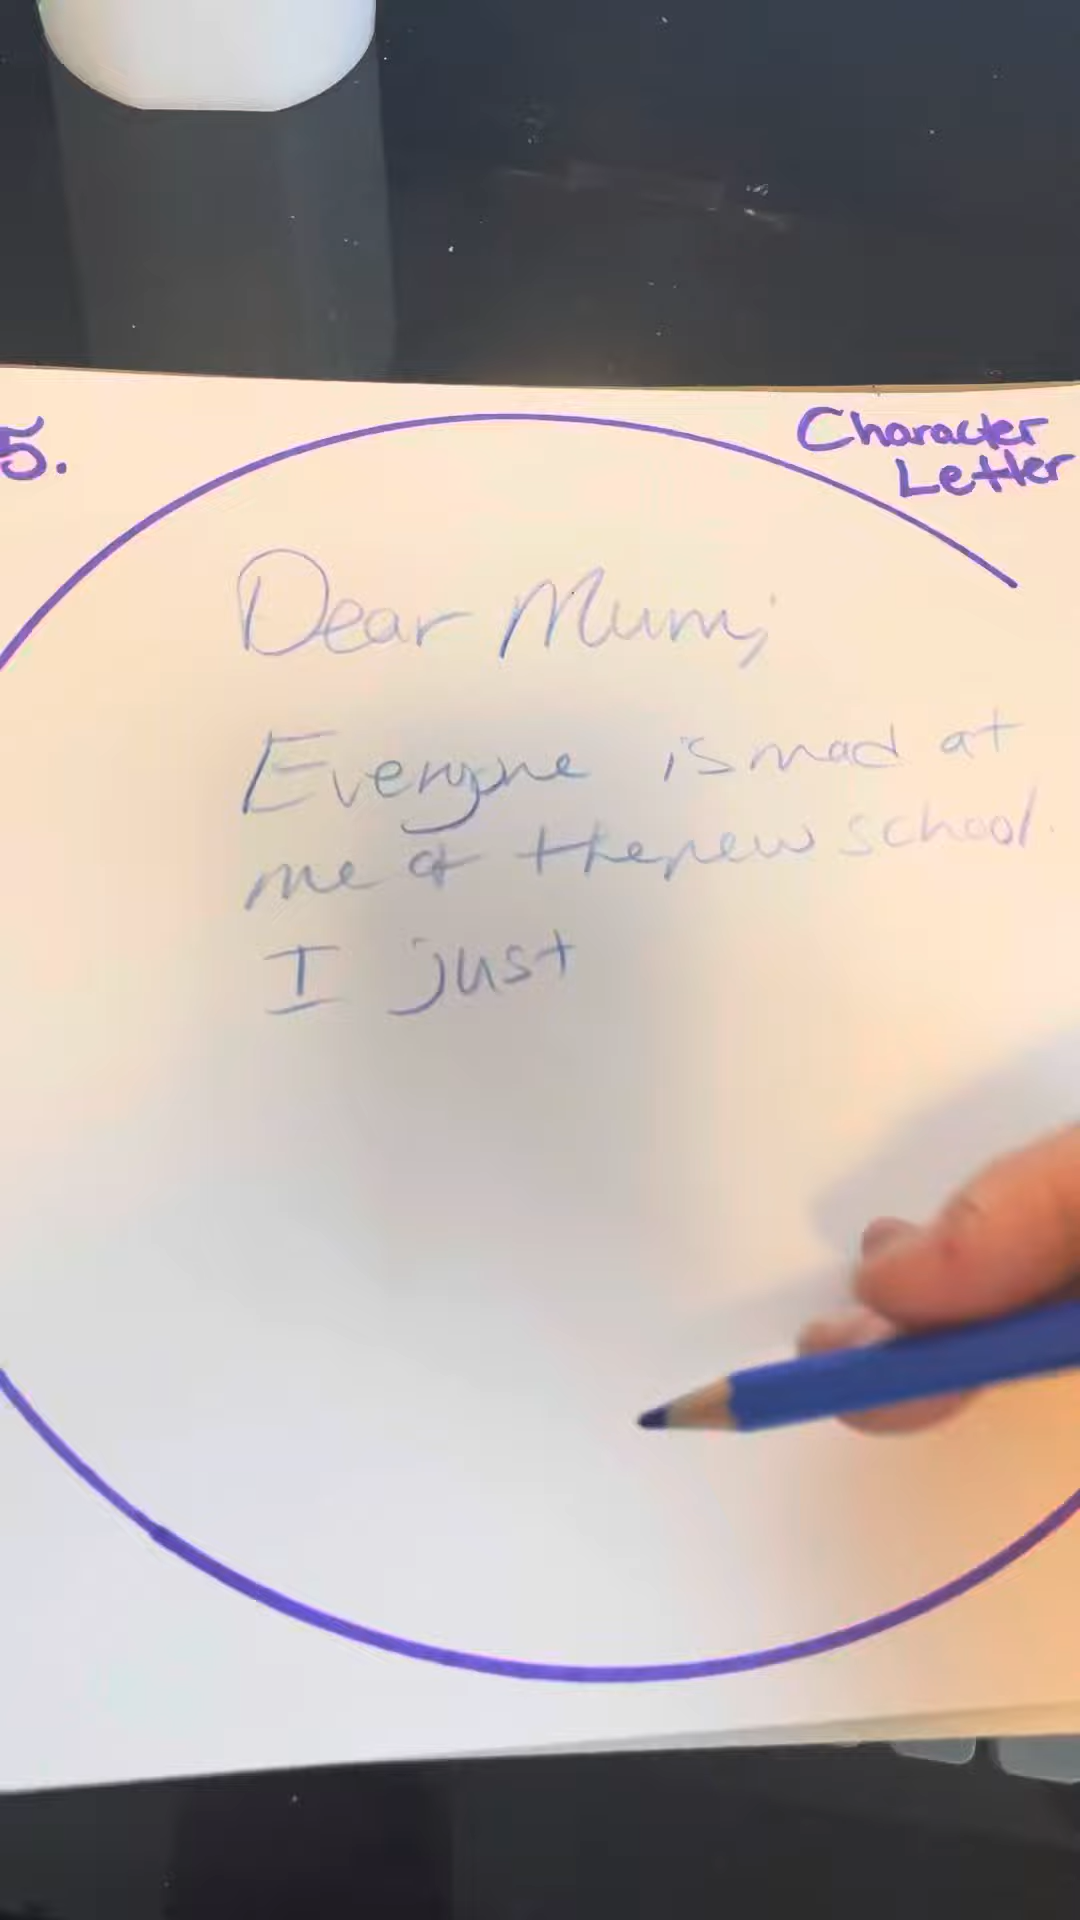 5.
Character
Letter
Dear Mum,
Everyone is mad at
me at the new school.
I just